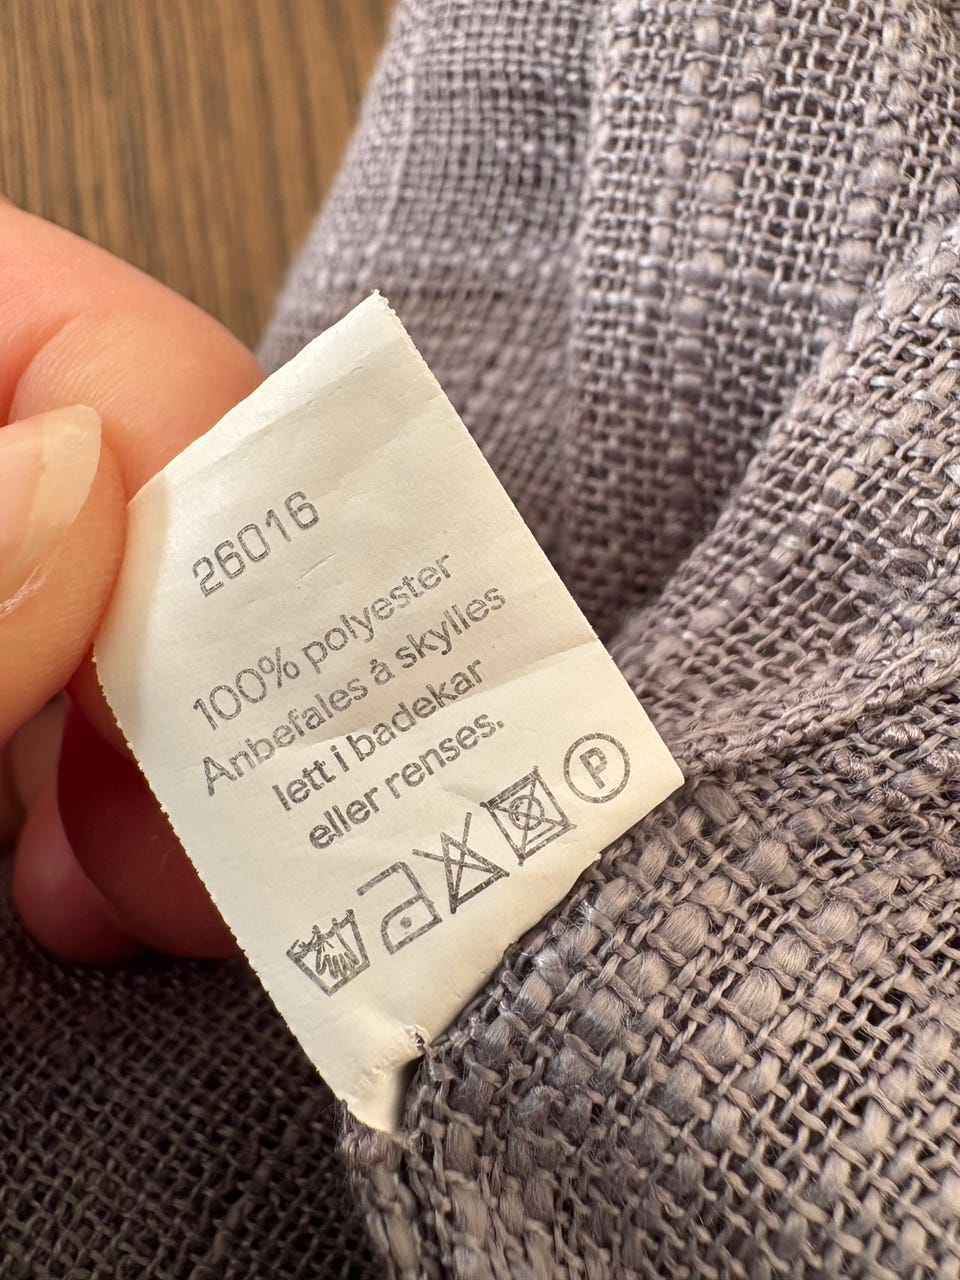 26016
100% polyester
Anbefales å skylles
lett i badekar
eller renses.
P